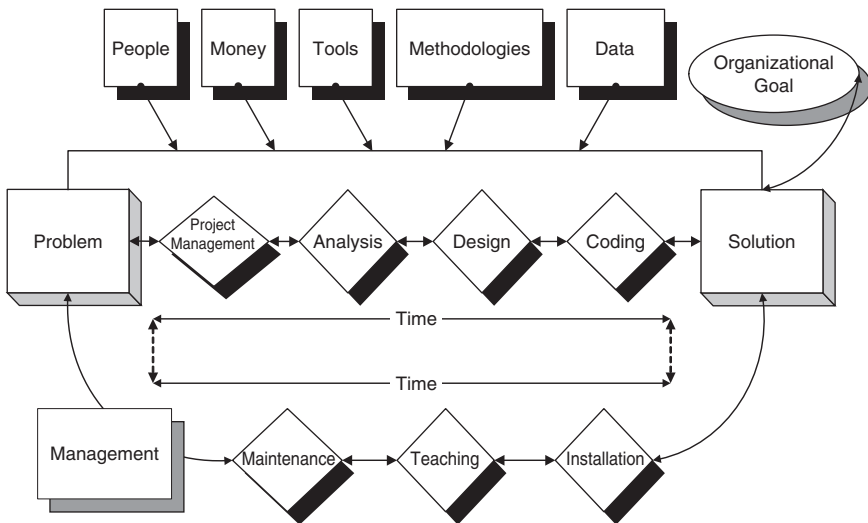 People
Money
Tools
Methodologies
Data
Organizational
Goal
Problem
Project
Management
Analysis
Design
Coding
Solution
Time
Time
Management
Maintenance
Teaching
Installation